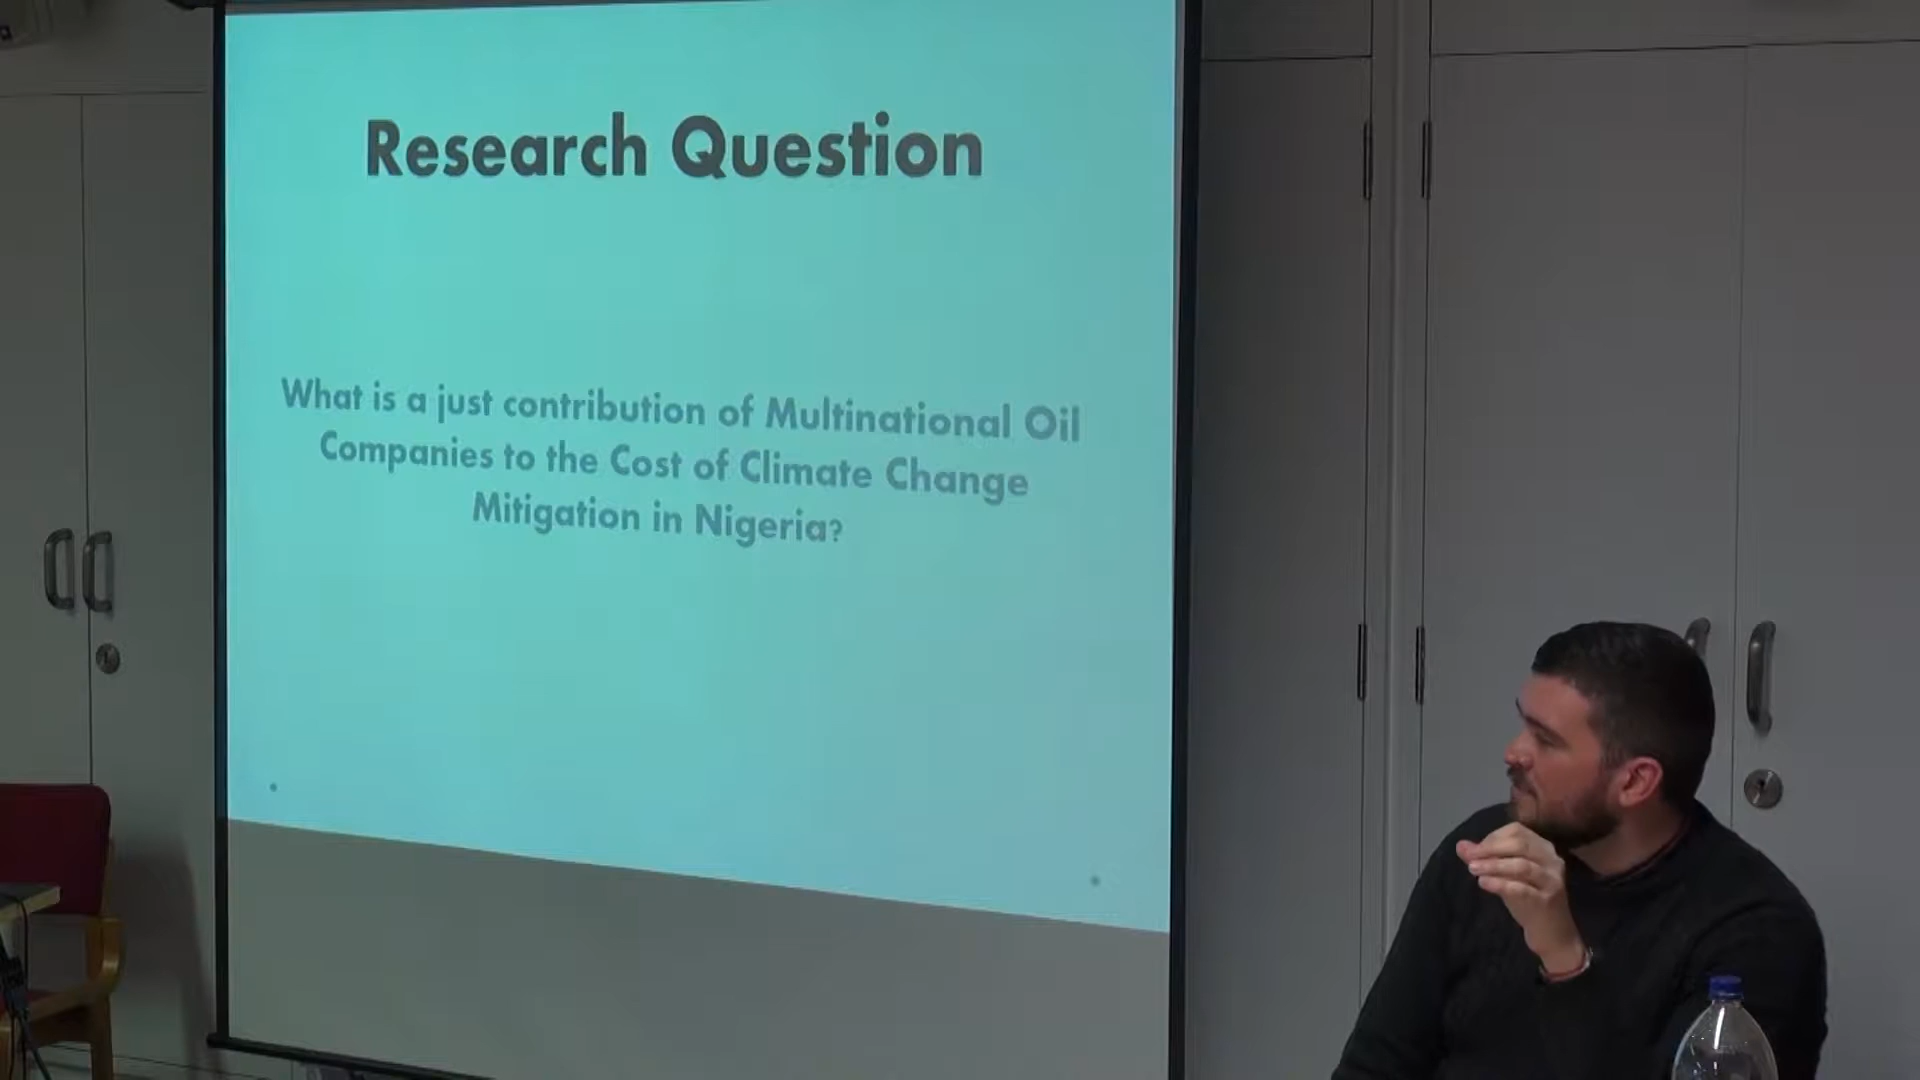 Research Question
What is a just contribution of Multinational Oil
Companies to the Cost of Climate Change
Mitigation in Nigeria?